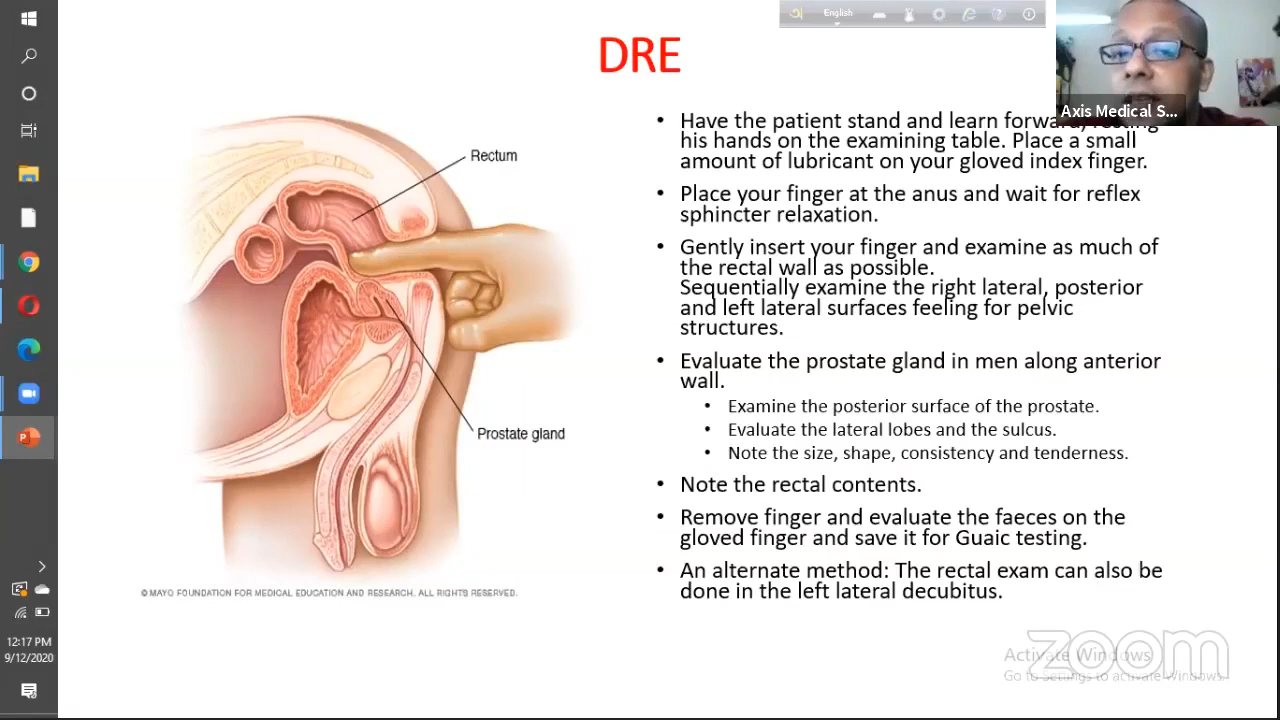 English
DRE
Axis Medical S...
• Have the patient stand and learn forward, resting
his hands on the examining table. Place a small
amount of lubricant on your gloved index finger.
• Place your finger at the anus and wait for reflex
sphincter relaxation.
• Gently insert your finger and examine as much of
the rectal wall as possible.
Sequentially examine the right lateral, posterior
and left lateral surfaces feeling for pelvic
structures.
• Evaluate the prostate gland in men along anterior
wall.
• Examine the posterior surface of the prostate.
• Evaluate the lateral lobes and the sulcus.
• Note the size, shape, consistency and tenderness.
• Note the rectal contents.
• Remove finger and evaluate the faeces on the
gloved finger and save it for Guaic testing.
• An alternate method: The rectal exam can also be
done in the left lateral decubitus.
Rectum
Prostate gland
© MAYO FOUNDATION FOR MEDICAL EDUCATION AND RESEARCH. ALL RIGHTS RESERVED.
zoom
Activate Windows
Go to Settings to activate Windows.
12:17 PM
9/12/2020